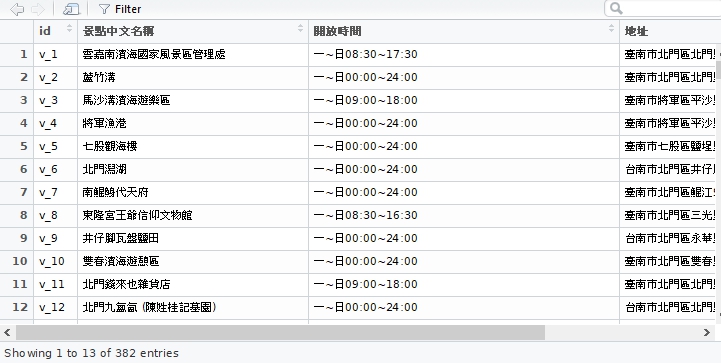 Filter
id 景點中文名稱 開放時間 地址
1 v_1 雲嘉南濱海國家風景區管理處 一~日08:30~17:30 臺南市北門區北門
2 v_2 蘆竹溝 一~日00:00~24:00 臺南市北門區北門
3 v_3 馬沙溝濱海遊樂區 一~日09:00~18:00 臺南市將軍區平沙
4 v_4 將軍漁港 一~日00:00~24:00 臺南市將軍區平沙
5 v_5 七股觀海樓 一~日00:00~24:00 臺南市七股區鹽埕
6 v_6 北門潟湖 一~日00:00~24:00 台南市北門區井仔
7 v_7 南鯤鯓代天府 一~日00:00~24:00 臺南市北門區鯤江
8 v_8 東隆宮王爺信仰文物館 一~日08:30~16:30 臺南市北門區三光
9 v_9 井仔腳瓦盤鹽田 一~日00:00~24:00 台南市北門區永華
10 v_10 雙春濱海遊憩區 一~日00:00~24:00 臺南市北門區雙春
11 v_11 北門錢來也雜貨店 一~日09:00~18:00 臺南市北門區北門
12 v_12 (陳姓桂記墓園) 一~日00:00~24:00 台南市北門區北門
Showing 1 to 13 of 382 entries